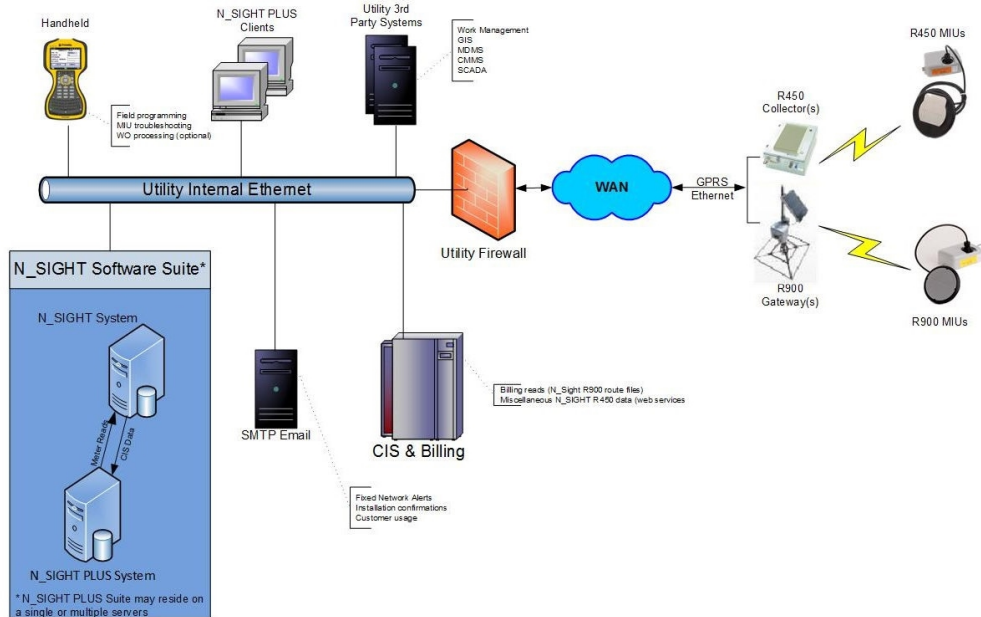 Handheld
Field programming
MIU troubleshooting
WO processing (optional)
N_SIGHT PLUS
Clients
Utility 3rd
Party Systems
Work Management
GIS
MDMS
CMMS
SCADA
R450 MIUs
R450
Collector(s)
Utility Internal Ethernet
Utility Firewall
WAN
GPRS
Ethernet
R900
Gateway(s)
R900 MIUs
N_SIGHT Software Suite*
N_SIGHT System
Meter Reads
CIS Data
N_SIGHT PLUS System
* N_SIGHT PLUS Suite may reside on
a single or multiple servers
SMTP Email
Fixed Network Alerts
Installation confirmations
Customer usage
CIS & Billing
Billing reads (N_Sight R900 route files)
Miscellaneous N_SIGHT R450 data (web services